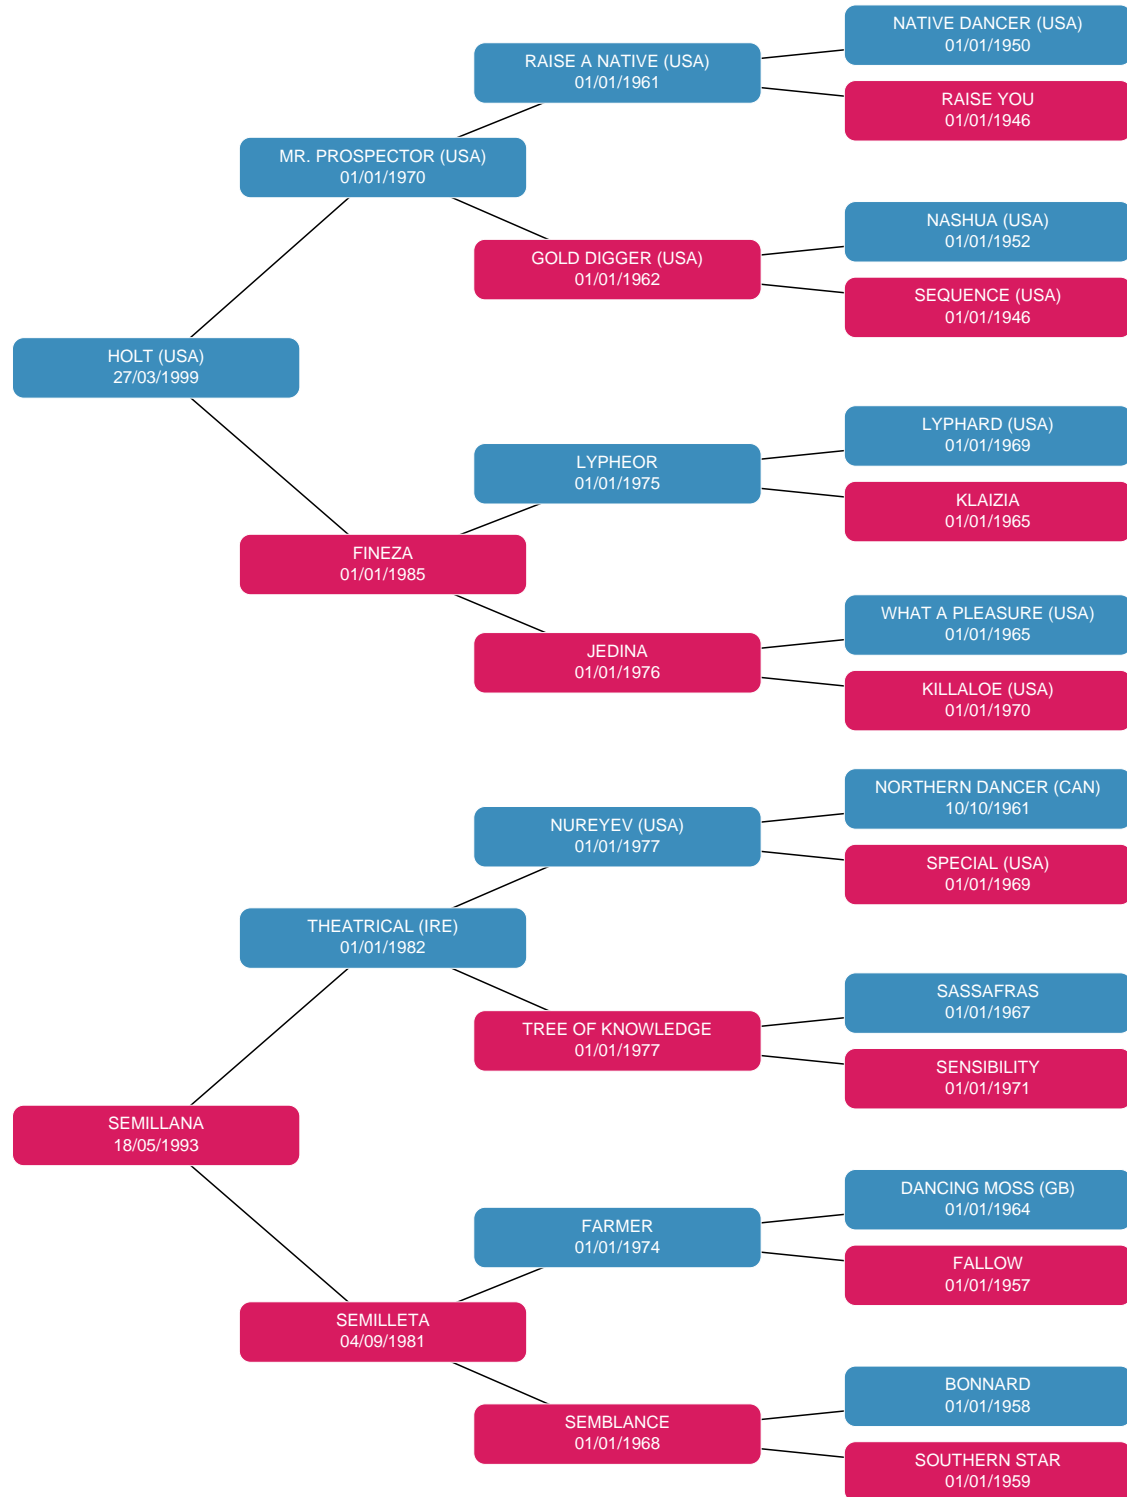 NATIVE DANCER (USA)
01/01/1950
RAISE A NATIVE (USA)
01/01/1961
RAISE YOU
01/01/1946
MR. PROSPECTOR (USA)
01/01/1970
NASHUA (USA)
01/01/1952
GOLD DIGGER (USA)
01/01/1962
SEQUENCE (USA)
01/01/1946
HOLT (USA)
27/03/1999
LYPHARD (USA)
01/01/1969
LYPHEOR
01/01/1975
KLAIZIA
01/01/1965
FINEZA
01/01/1985
WHAT A PLEASURE (USA)
01/01/1965
JEDINA
01/01/1976
KILLALOE (USA)
01/01/1970
NORTHERN DANCER (CAN)
10/10/1961
NUREYEV (USA)
01/01/1977
SPECIAL (USA)
01/01/1969
THEATRICAL (IRE)
01/01/1982
SASSAFRAS
01/01/1967
TREE OF KNOWLEDGE
01/01/1977
SENSIBILITY
01/01/1971
SEMILLANA
18/05/1993
DANCING MOSS (GB)
01/01/1964
FARMER
01/01/1974
FALLOW
01/01/1957
SEMILLETA
04/09/1981
BONNARD
01/01/1958
SEMBLANCE
01/01/1968
SOUTHERN STAR
01/01/1959